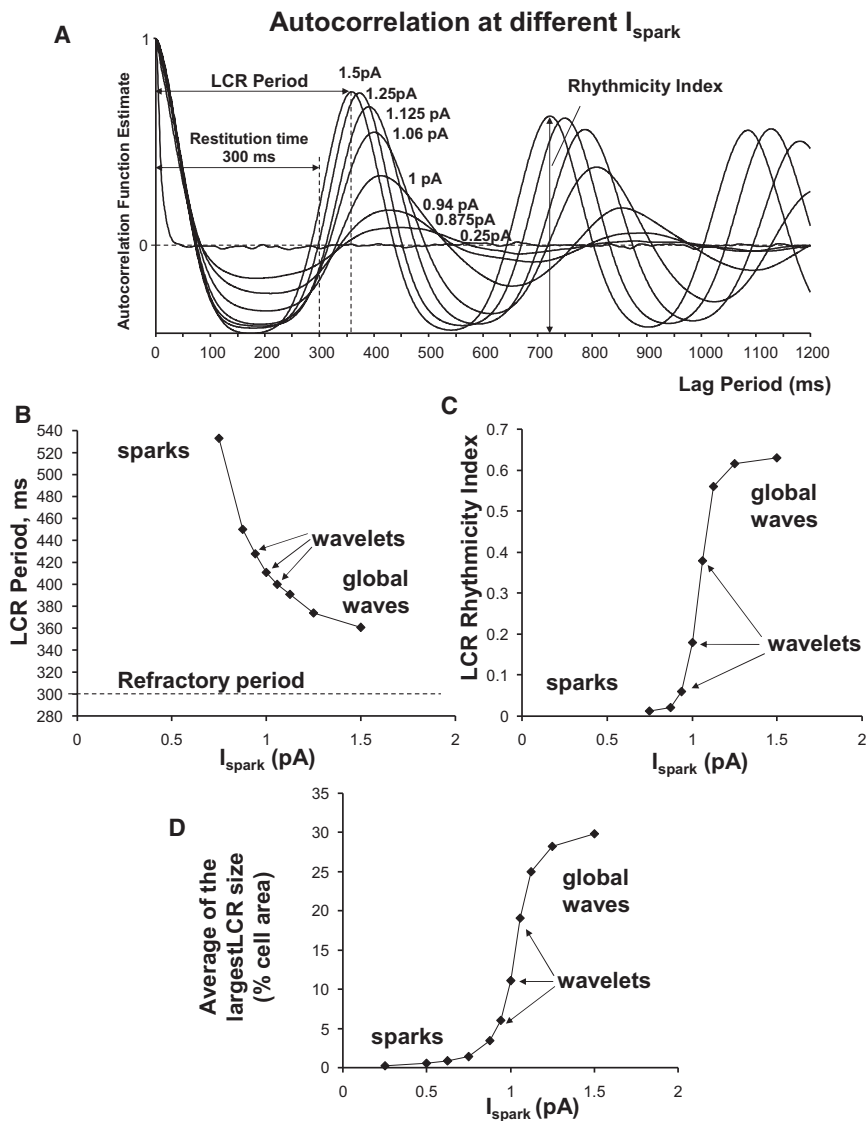 A
Autocorrelation at different Ispark
Autocorrelation Function Estimate
1
0
LCR Period
Restitution time
300 ms
1.5pA
1.25pA
1.125 pA
1.06 pA
1 pA
0.94 pA
0.875pA
0.25pA
Rhythmicity Index
0 100 200 300 400 500 600 700 800 900 1000 1100 1200
Lag Period (ms)
B
LCR Period, ms
540
520
500
480
460
440
420
400
380
360
340
320
300
280
sparks
wavelets
global
waves
Refractory period
0 0.5 1 1.5 2
Ispark (pA)
C
LCR Rhythmicity Index
0.7
0.6
0.5
0.4
0.3
0.2
0.1
0
global
waves
wavelets
sparks
0 0.5 1 1.5 2
Ispark (pA)
D
Average of the
largestLCR size
(% cell area)
35
30
25
20
15
10
5
0
global
waves
wavelets
sparks
0 0.5 1 1.5 2
Ispark (pA)